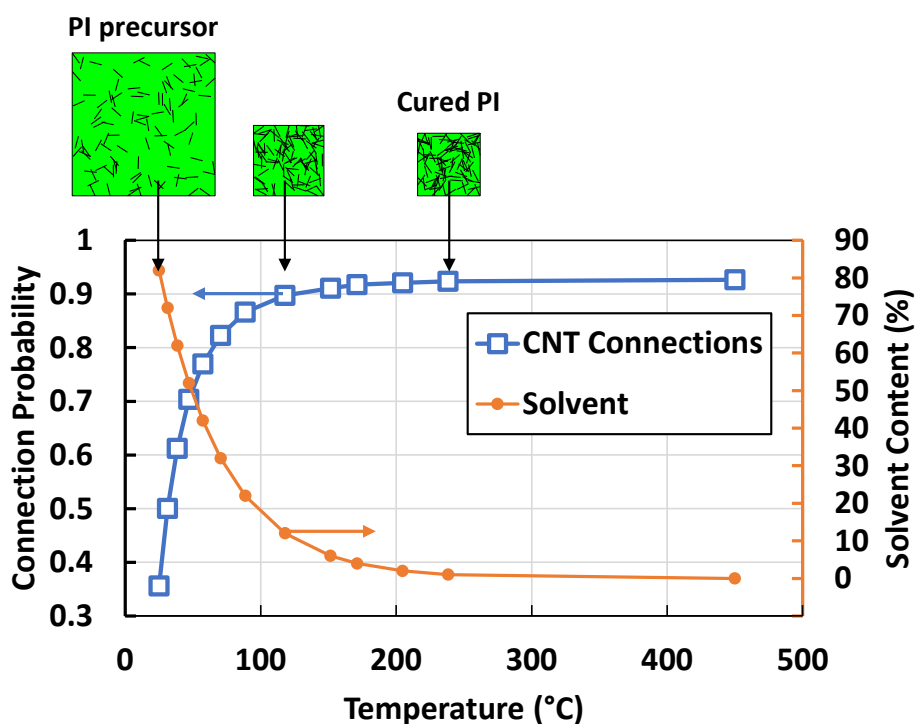 PI precursor
Cured PI
1
0.9
0.8
0.7
0.6
0.5
0.4
0.3
Connection Probability
90
80
70
60
50
40
30
20
10
0
Solvent Content (%)
CNT Connections
Solvent
0 100 200 300 400 500
Temperature (°C)